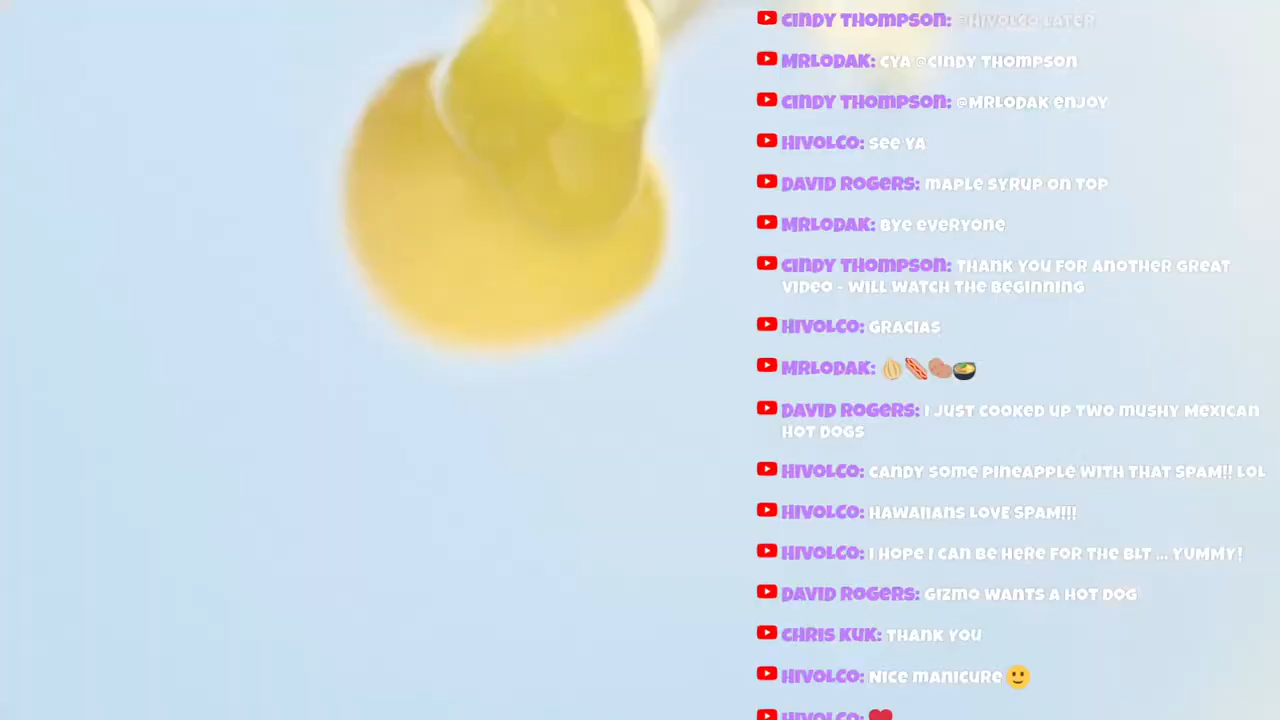 CINDY THOMPSON: @HIVOLCO LATER
MRLODAK: CYA @CINDY THOMPSON
CINDY THOMPSON: @MRLODAK ENJOY
HIVOLCO: SEE YA
DAVID ROGERS: MAPLE SYRUP ON TOP
MRLODAK: BYE EVERYONE
CINDY THOMPSON: THANK YOU FOR ANOTHER GREAT
VIDEO - WILL WATCH THE BEGINNING
HIVOLCO: GRACIAS
MRLODAK: 🧄🌭🥔🍲
DAVID ROGERS: I JUST COOKED UP TWO MUSHY MEXICAN
HOT DOGS
HIVOLCO: CANDY SOME PINEAPPLE WITH THAT SPAM!! LOL
HIVOLCO: HAWAIIANS LOVE SPAM!!!
HIVOLCO: I HOPE I CAN BE HERE FOR THE BLT ... YUMMY!
DAVID ROGERS: GIZMO WANTS A HOT DOG
CHRIS KUK: THANK YOU
HIVOLCO: NICE MANICURE 🙂
HIVOLCO: ❤️